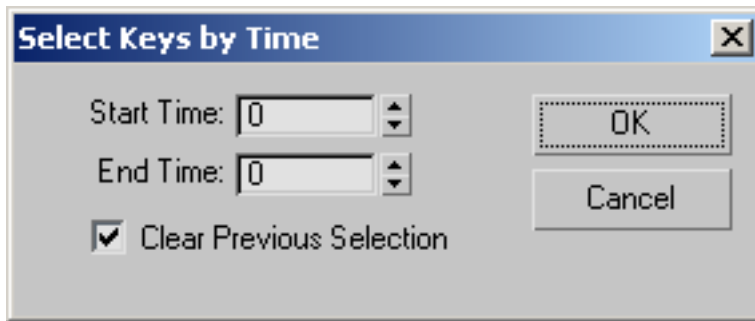 Select Keys by Time
Start Time: 0
OK
End Time: 0
Cancel
Clear Previous Selection